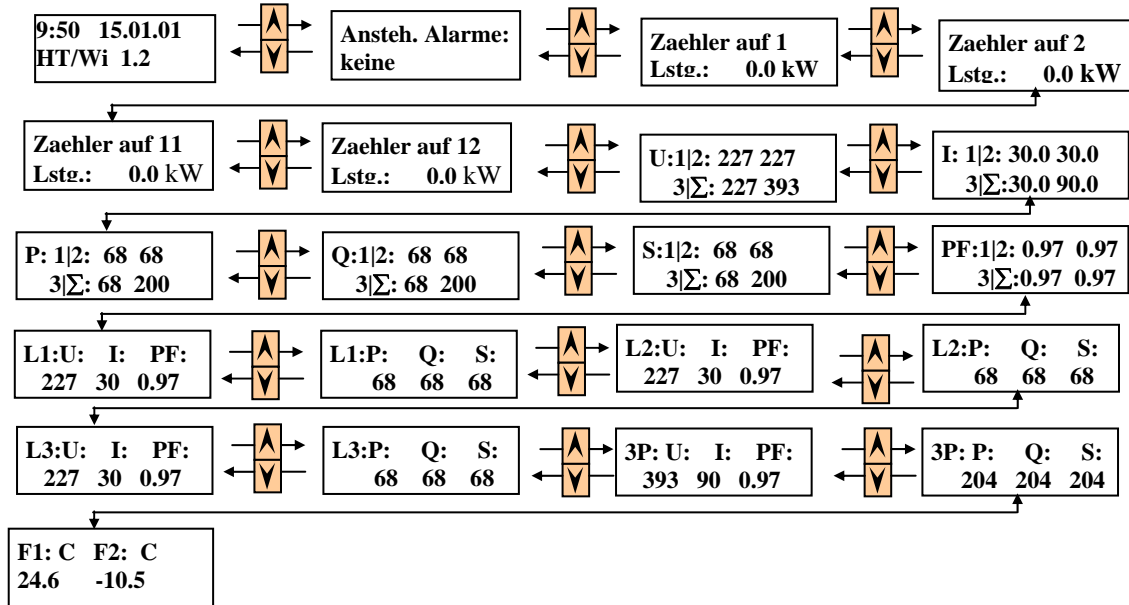 9:50 15.01.01
HT/Wi 1.2
Ansteh. Alarme:
keine
Zaehler auf 1
Lstg.: 0.0 kW
Zaehler auf 2
Lstg.: 0.0 kW
Zaehler auf 11
Lstg.: 0.0 kW
Zaehler auf 12
Lstg.: 0.0 kW
U:1|2: 227 227
3|∑: 227 393
I: 1|2: 30.0 30.0
3|∑:30.0 90.0
P: 1|2: 68 68
3|∑: 68 200
Q:1|2: 68 68
3|∑: 68 200
S:1|2: 68 68
3|∑: 68 200
PF:1|2: 0.97 0.97
3|∑:0.97 0.97
L1:U: I: PF:
227 30 0.97
L1:P: Q: S:
68 68 68
L2:U: I: PF:
227 30 0.97
L2:P: Q: S:
68 68 68
L3:U: I: PF:
227 30 0.97
L3:P: Q: S:
68 68 68
3P: U: I: PF:
393 90 0.97
3P: P: Q: S:
204 204 204
F1: C F2: C
24.6 -10.5